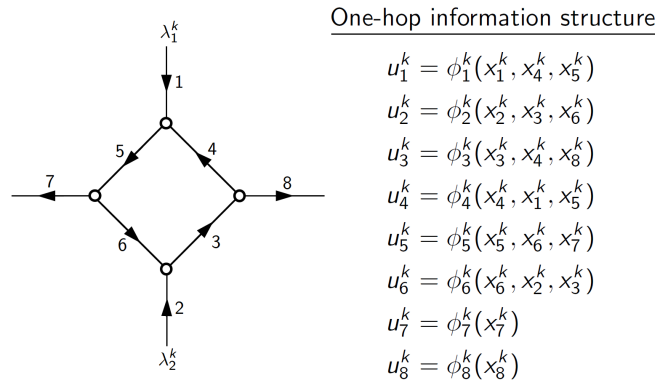 One-hop information structure
λ₁ᵏ
1
5
4
7
8
6
3
2
λ₂ᵏ
u₁ᵏ = ϕ₁ᵏ(x₁ᵏ, x₄ᵏ, x₅ᵏ)
u₂ᵏ = ϕ₂ᵏ(x₂ᵏ, x₃ᵏ, x₆ᵏ)
u₃ᵏ = ϕ₃ᵏ(x₃ᵏ, x₄ᵏ, x₈ᵏ)
u₄ᵏ = ϕ₄ᵏ(x₄ᵏ, x₁ᵏ, x₅ᵏ)
u₅ᵏ = ϕ₅ᵏ(x₅ᵏ, x₆ᵏ, x₇ᵏ)
u₆ᵏ = ϕ₆ᵏ(x₆ᵏ, x₂ᵏ, x₃ᵏ)
u₇ᵏ = ϕ₇ᵏ(x₇ᵏ)
u₈ᵏ = ϕ₈ᵏ(x₈ᵏ)